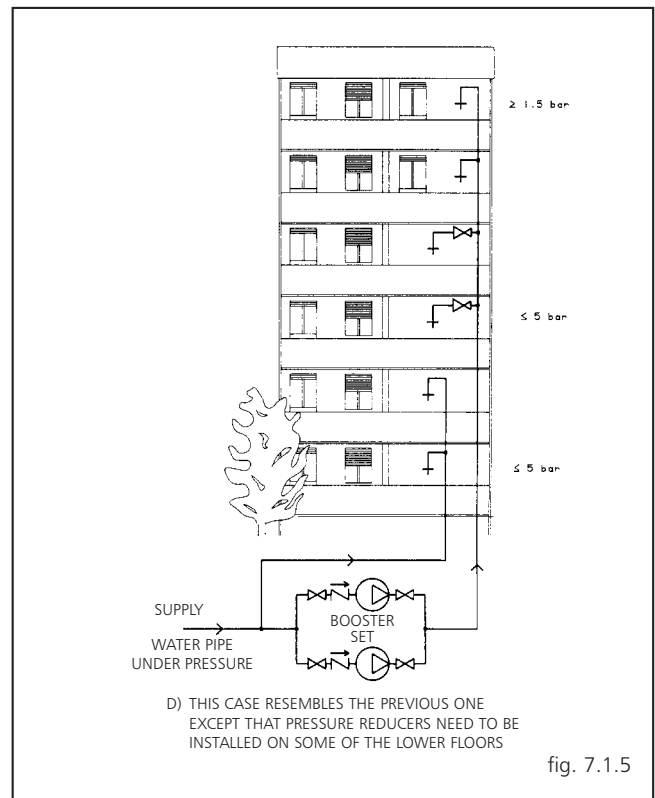 ≥ 1.5 bar
≤ 5 bar
≤ 5 bar
SUPPLY
WATER PIPE
UNDER PRESSURE
BOOSTER
SET
D) THIS CASE RESEMBLES THE PREVIOUS ONE
EXCEPT THAT PRESSURE REDUCERS NEED TO BE
INSTALLED ON SOME OF THE LOWER FLOORS
fig. 7.1.5